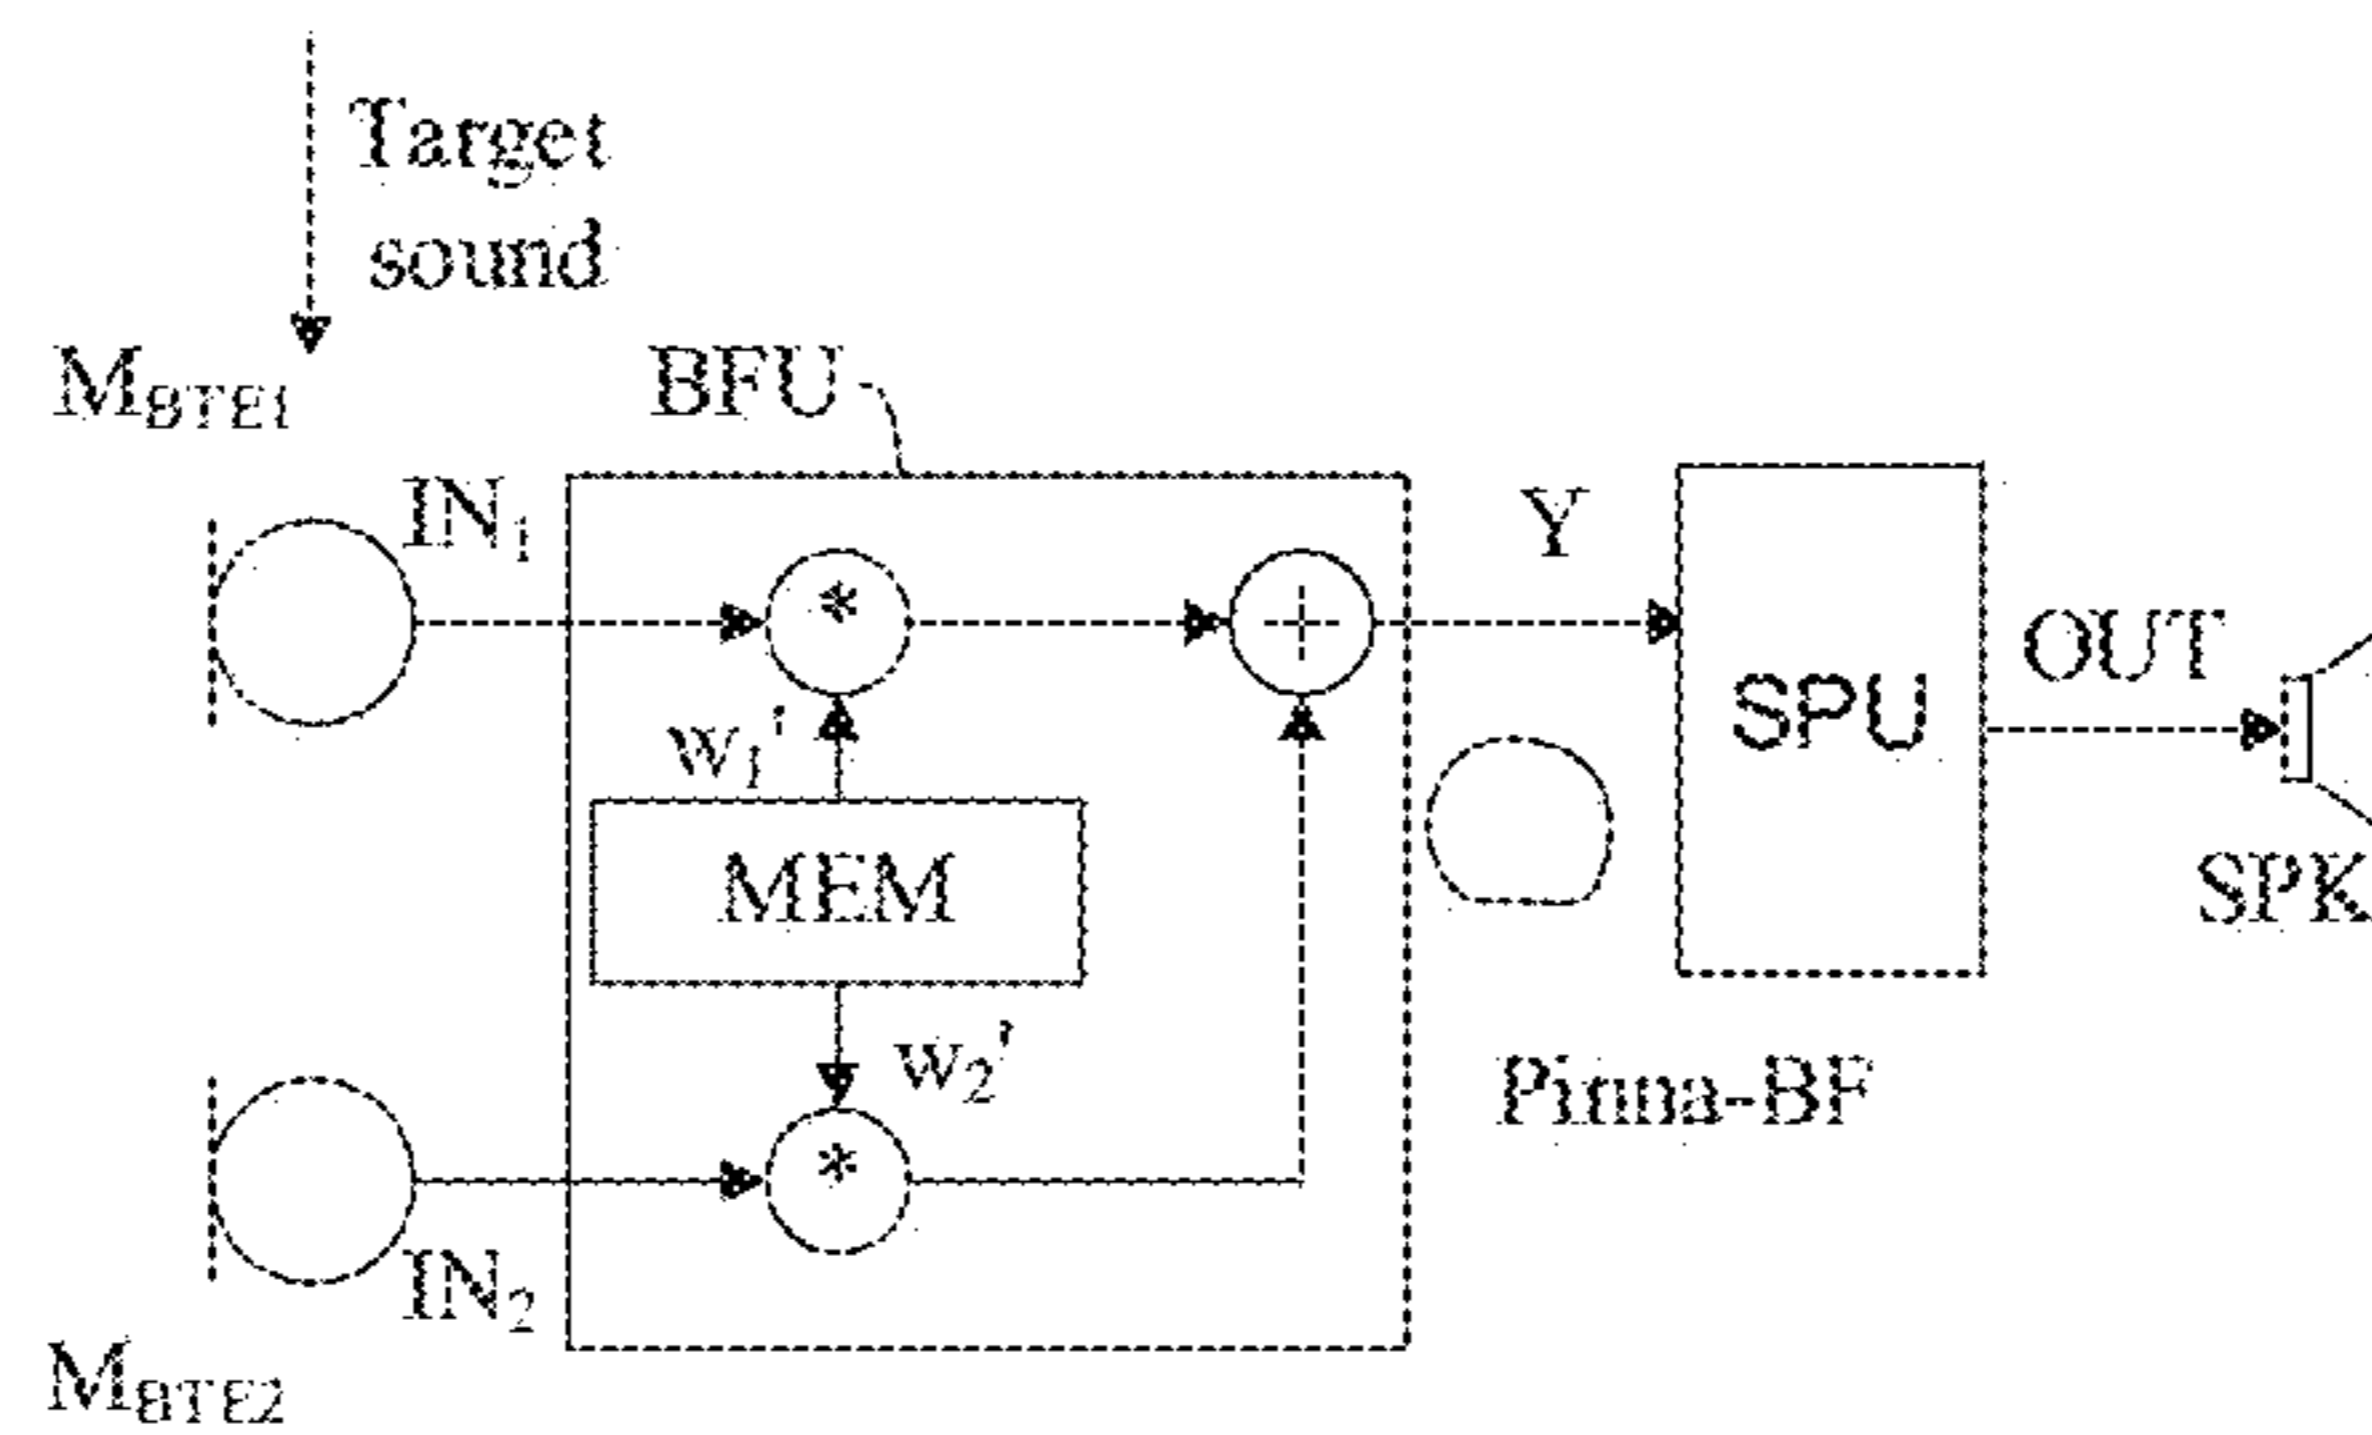 Target
sound
M_BTE1
BFU
IN_1
*
+
Y
SPU
OUT
w_1'
MEM
SPK
w_2'
Pinna-BF
*
IN_2
M_BTE2